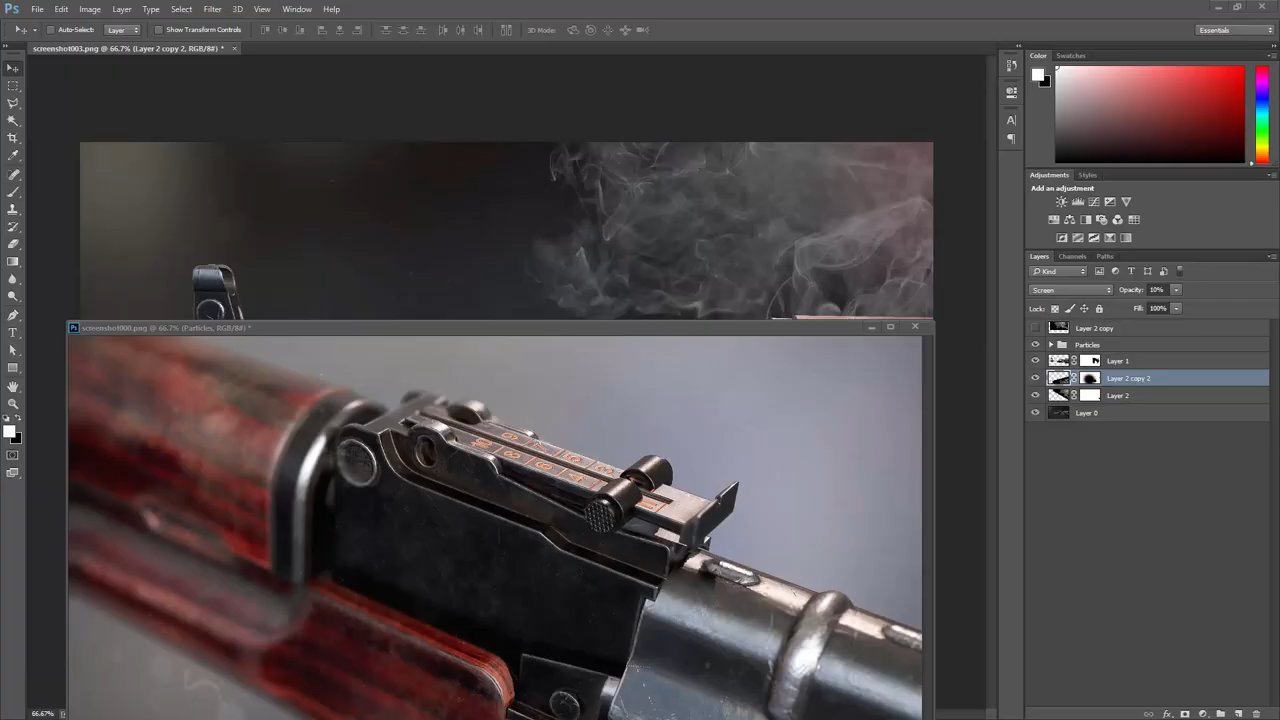 Ps File Edit Image Layer Type Select Filter 3D View Window Help
Auto-Select: Layer Show Transform Controls 3D Mode: Essentials
screenshot003.png @ 66.7% (Layer 2 copy 2, RGB/8#) *
Color Swatches
Adjustments Styles
Add an adjustment
Layers Channels Paths
Kind
Screen Opacity: 10%
Lock: Fill: 100%
Layer 2 copy
Particles
Layer 1
Layer 2 copy 2
Layer 2
Layer 0
Ps screenshot000.png @ 66.7% (Particles, RGB/8#) *
66.67%